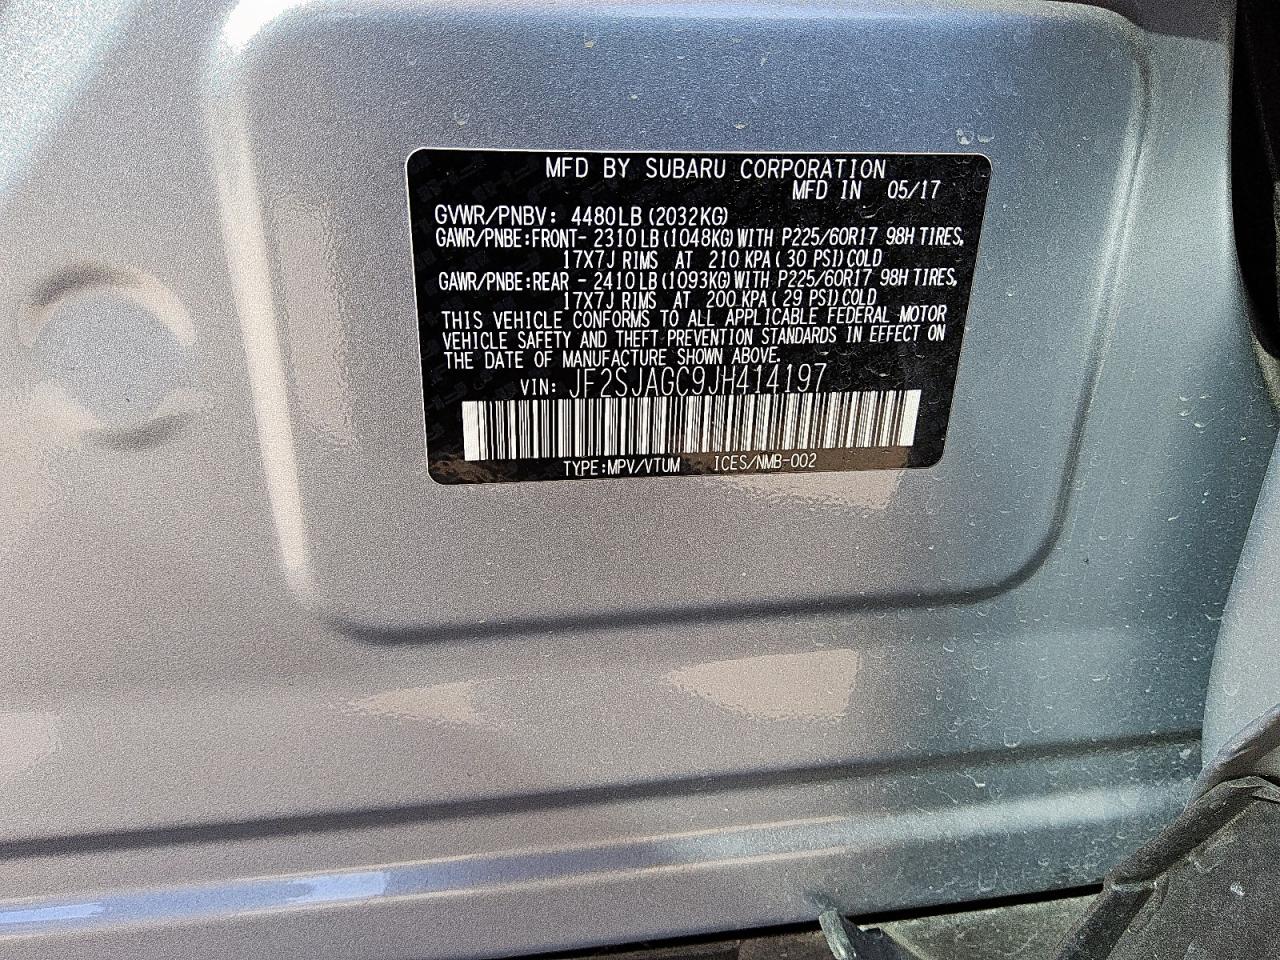 MFD BY SUBARU CORPORATION
MFD IN 05/17
GVWR/PNBV: 4480LB(2032KG)
GAWR/PNBE:FRONT- 2310LB(1048KG)WITH P225/60R17 98H TIRES,
17X7J RIMS AT 210 KPA( 30 PSI)COLD
GAWR/PNBE:REAR - 2410LB(1093KG)WITH P225/60R17 98H TIRES,
17X7J RIMS AT 200 KPA( 29 PSI)COLD
THIS VEHICLE CONFORMS TO ALL APPLICABLE FEDERAL MOTOR
VEHICLE SAFETY AND THEFT PREVENTION STANDARDS IN EFFECT ON
THE DATE OF MANUFACTURE SHOWN ABOVE.
VIN: JF2SJAGC9JH414197
TYPE:MPV/VTUM ICES/NMB-002